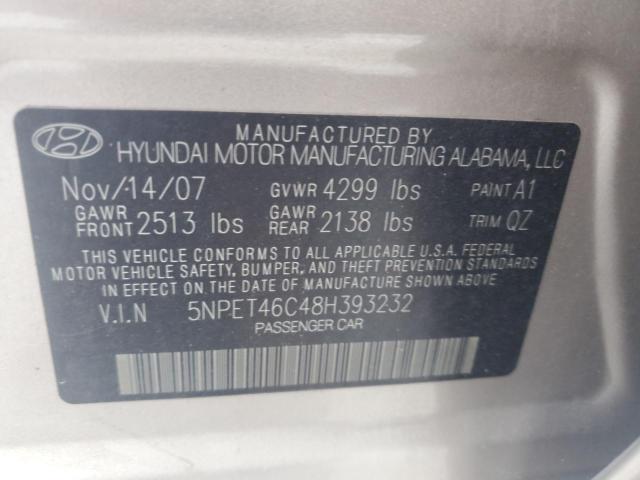 MANUFACTURED BY
HYUNDAI MOTOR MANUFACTURING ALABAMA, LLC
Nov/14/07 GVWR 4299 lbs PAINT A1
GAWR FRONT 2513 lbs GAWR REAR 2138 lbs TRIM QZ
THIS VEHICLE CONFORMS TO ALL APPLICABLE U.S.A. FEDERAL
MOTOR VEHICLE SAFETY, BUMPER, AND THEFT PREVENTION STANDARDS
IN EFFECT ON THE DATE OF MANUFACTURE SHOWN ABOVE
V.I.N 5NPET46C48H393232
PASSENGER CAR